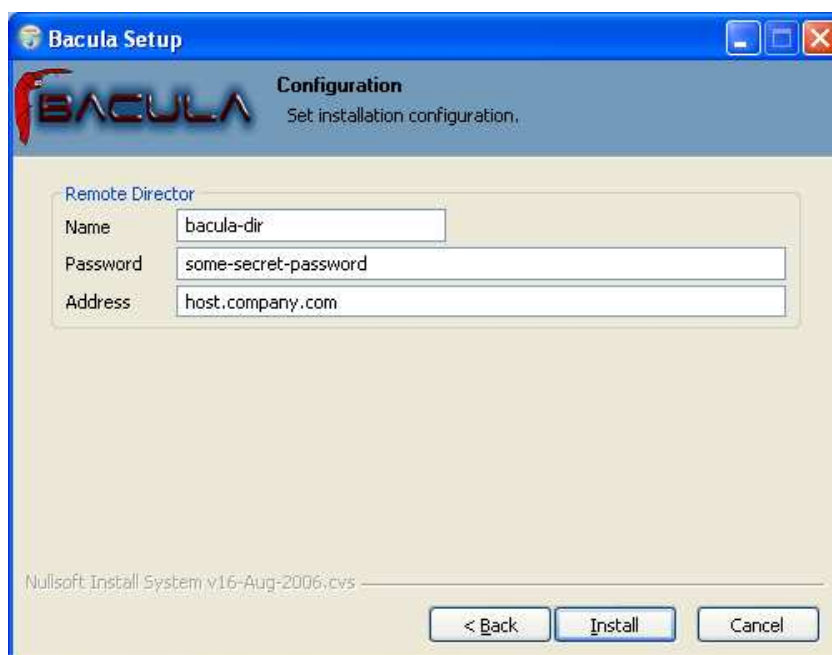 Bacula Setup
BACULA
Configuration
Set installation configuration.
Remote Director
Name bacula-dir
Password some-secret-password
Address host.company.com
Nullsoft Install System v16-Aug-2006.cvs
< Back Install Cancel